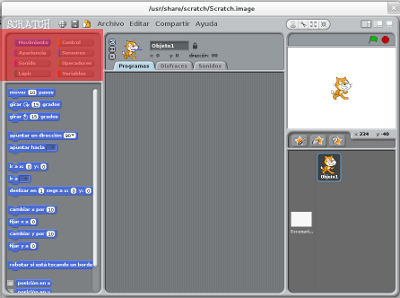 /usr/share/scratch/Scratch.image
SCRATCH Archivo Editar Compartir Ayuda
Movimiento Control
Apariencia Sensores
Sonido Operadores
Lápiz Variables
Objeto1
x: 0 y: 0 dirección: 90
Programas Disfraces Sonidos
mover 10 pasos
girar 15 grados
girar 15 grados
apuntar en dirección 90
apuntar hacia
ir a x: 0 y: 0
ir a
deslizar en 1 segs a x: 0 y: 0
cambiar x por 10
fijar x a 0
cambiar y por 10
fijar y a 0
rebotar si está tocando un borde
posición en x
posición en y
x: 234 y: -48
Objeto1
Escenari...